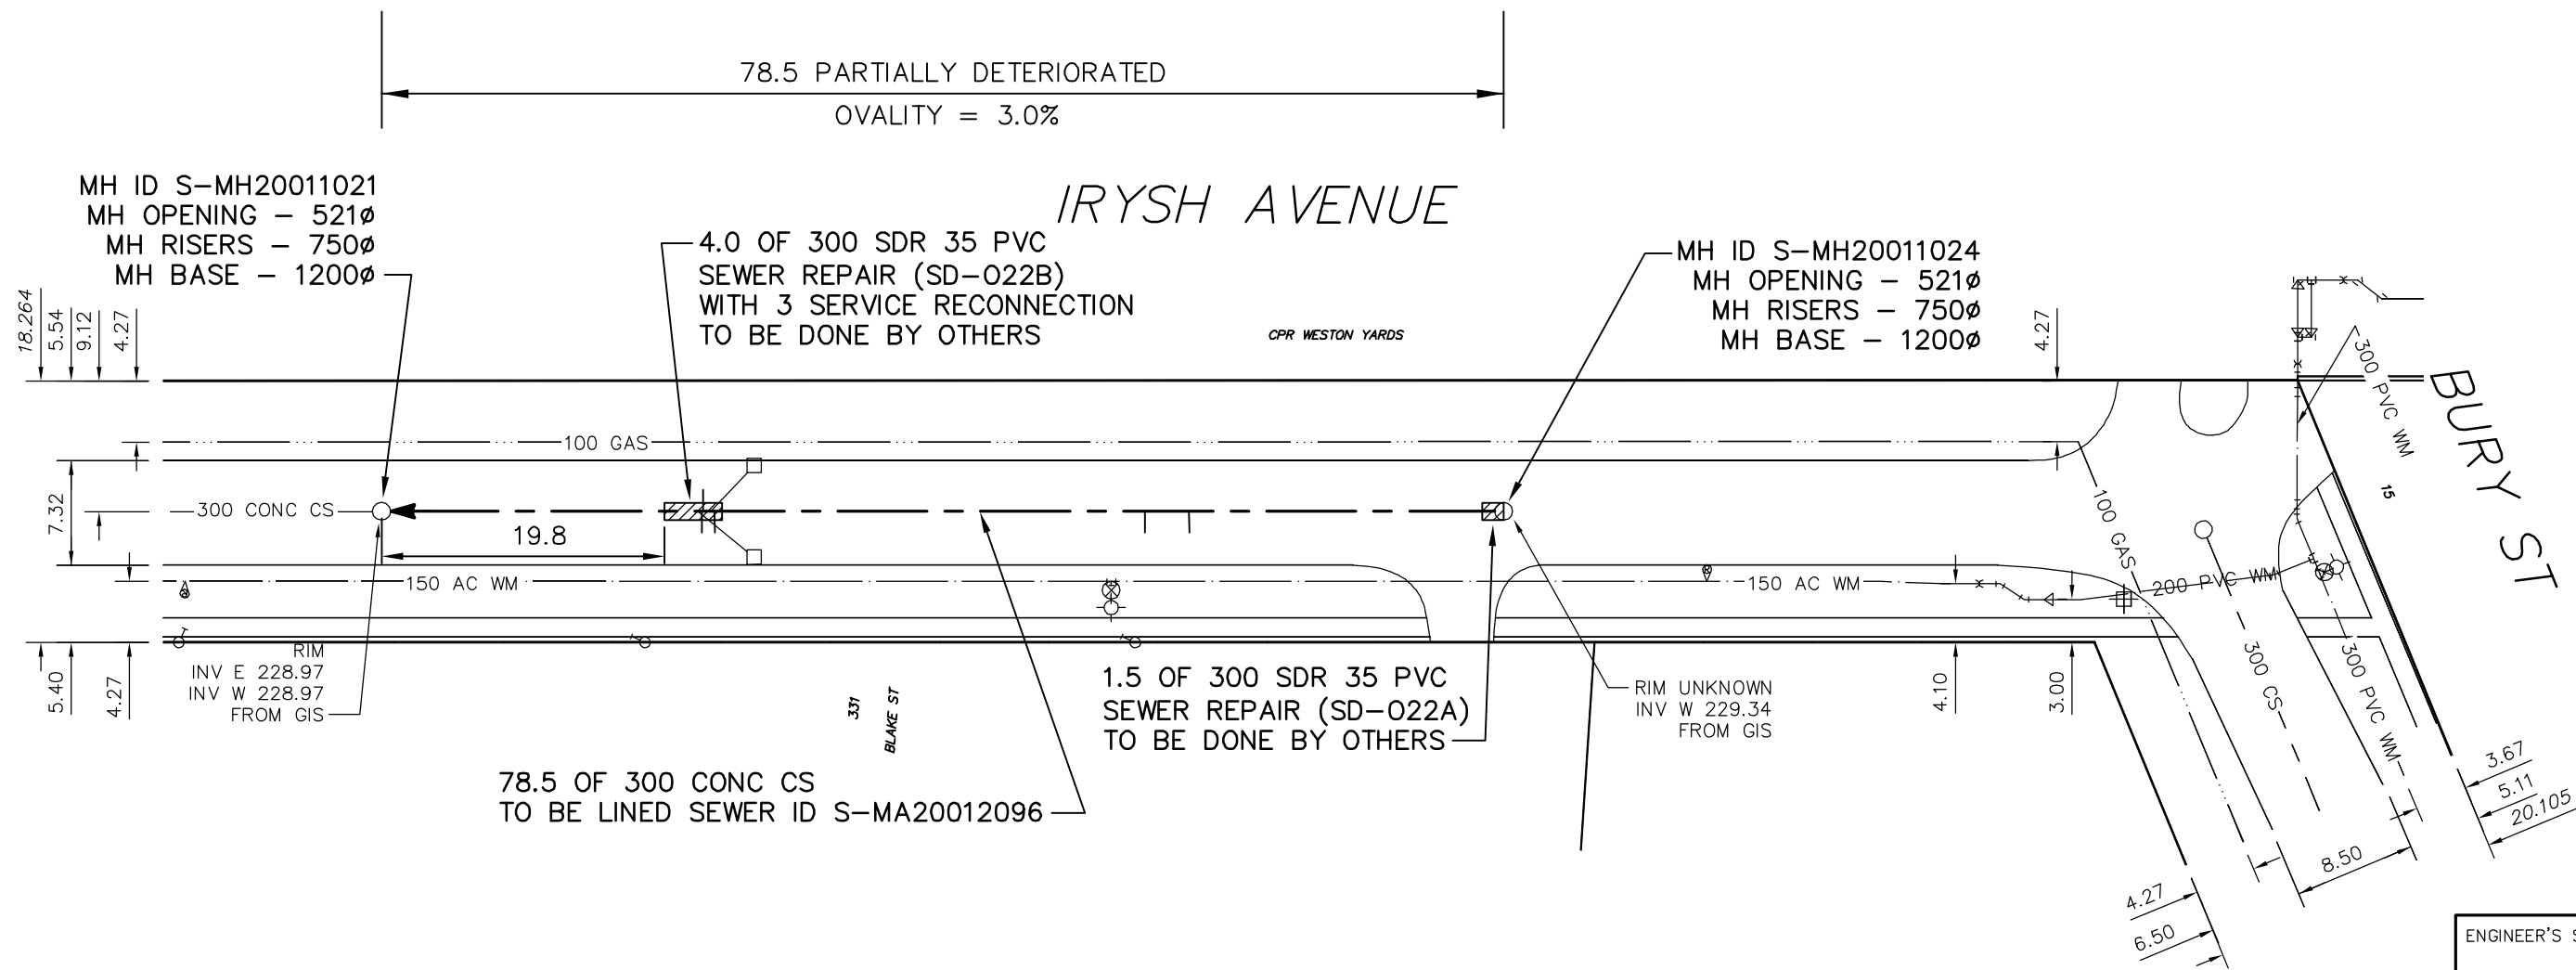 78.5 PARTIALLY DETERIORATED
OVALITY = 3.0%
MH ID S-MH20011021
MH OPENING - 521ø
MH RISERS - 750ø
MH BASE - 1200ø
IRYSH AVENUE
4.0 OF 300 SDR 35 PVC
SEWER REPAIR (SD-022B)
WITH 3 SERVICE RECONNECTION
TO BE DONE BY OTHERS
MH ID S-MH20011024
MH OPENING - 521ø
MH RISERS - 750ø
MH BASE - 1200ø
CPR WESTON YARDS
18.264
5.54
9.12
4.27
4.27
300 PVC WM
BURY ST
15
100 GAS
7.32
300 CONC CS
19.8
100 GAS
150 AC WM
150 AC WM
200 PVC WM
RIM
INV E 228.97
INV W 228.97
FROM GIS
5.40
4.27
331
BLAKE ST
1.5 OF 300 SDR 35 PVC
SEWER REPAIR (SD-022A)
TO BE DONE BY OTHERS
RIM UNKNOWN
INV W 229.34
FROM GIS
4.10
3.00
300 CS
300 PVC WM
78.5 OF 300 CONC CS
TO BE LINED SEWER ID S-MA20012096
3.67
5.11
20.105
8.50
4.27
6.50
ENGINEER'S S